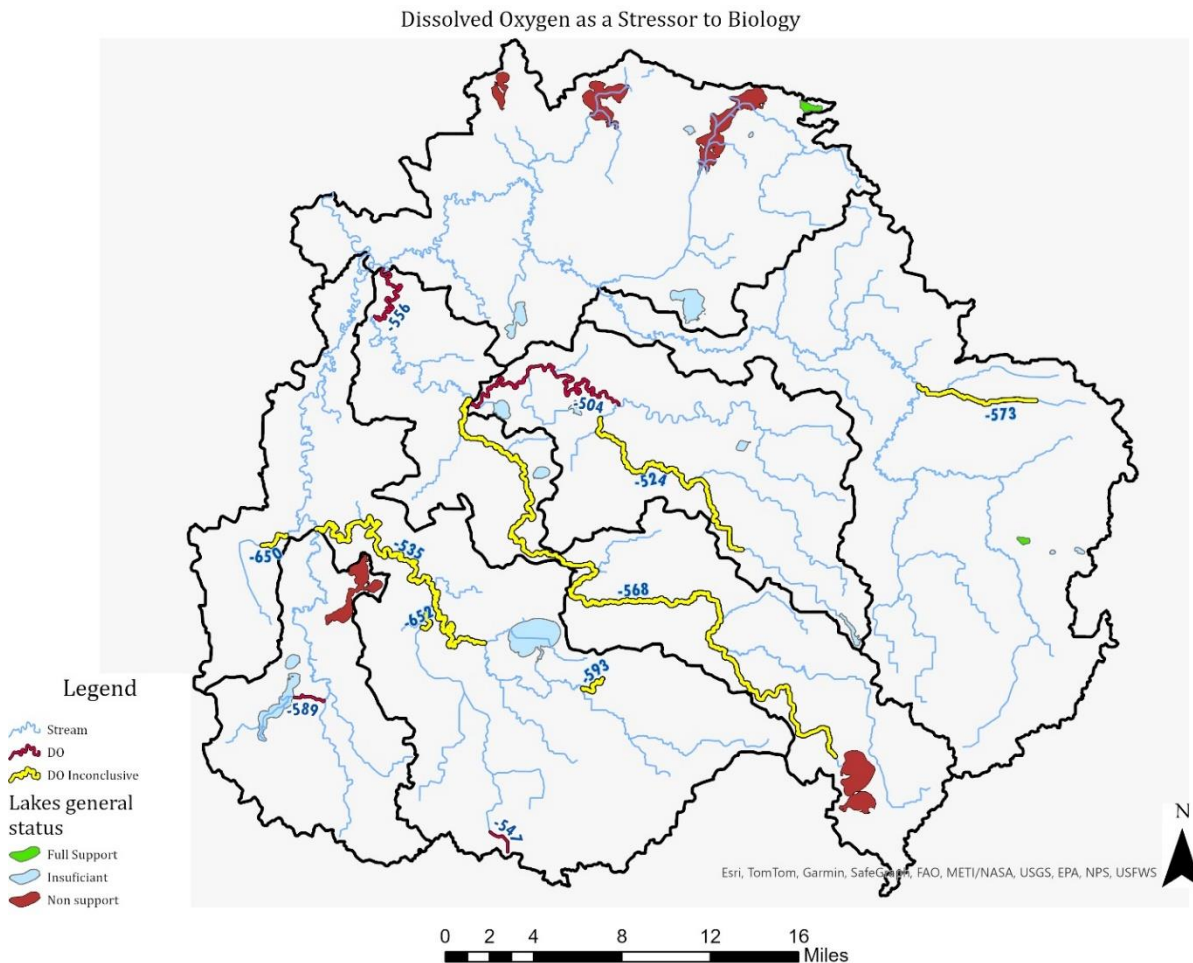 Dissolved Oxygen as a Stressor to Biology
-556
-504
-573
-524
-650
-535
-568
-652
-593
-589
-547
Legend
Stream
DO
DO Inconclusive
Lakes general
status
Full Support
Insuficiant
Non support
N
Esri, TomTom, Garmin, SafeGraph, FAO, METI/NASA, USGS, EPA, NPS, USFWS
0 2 4 8 12 16
Miles